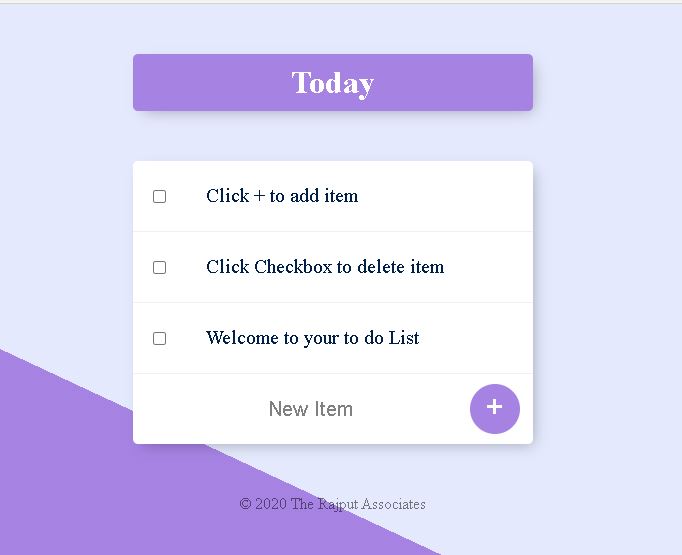 Today
Click + to add item
Click Checkbox to delete item
Welcome to your to do List
New Item
+
© 2020 The Rajput Associates